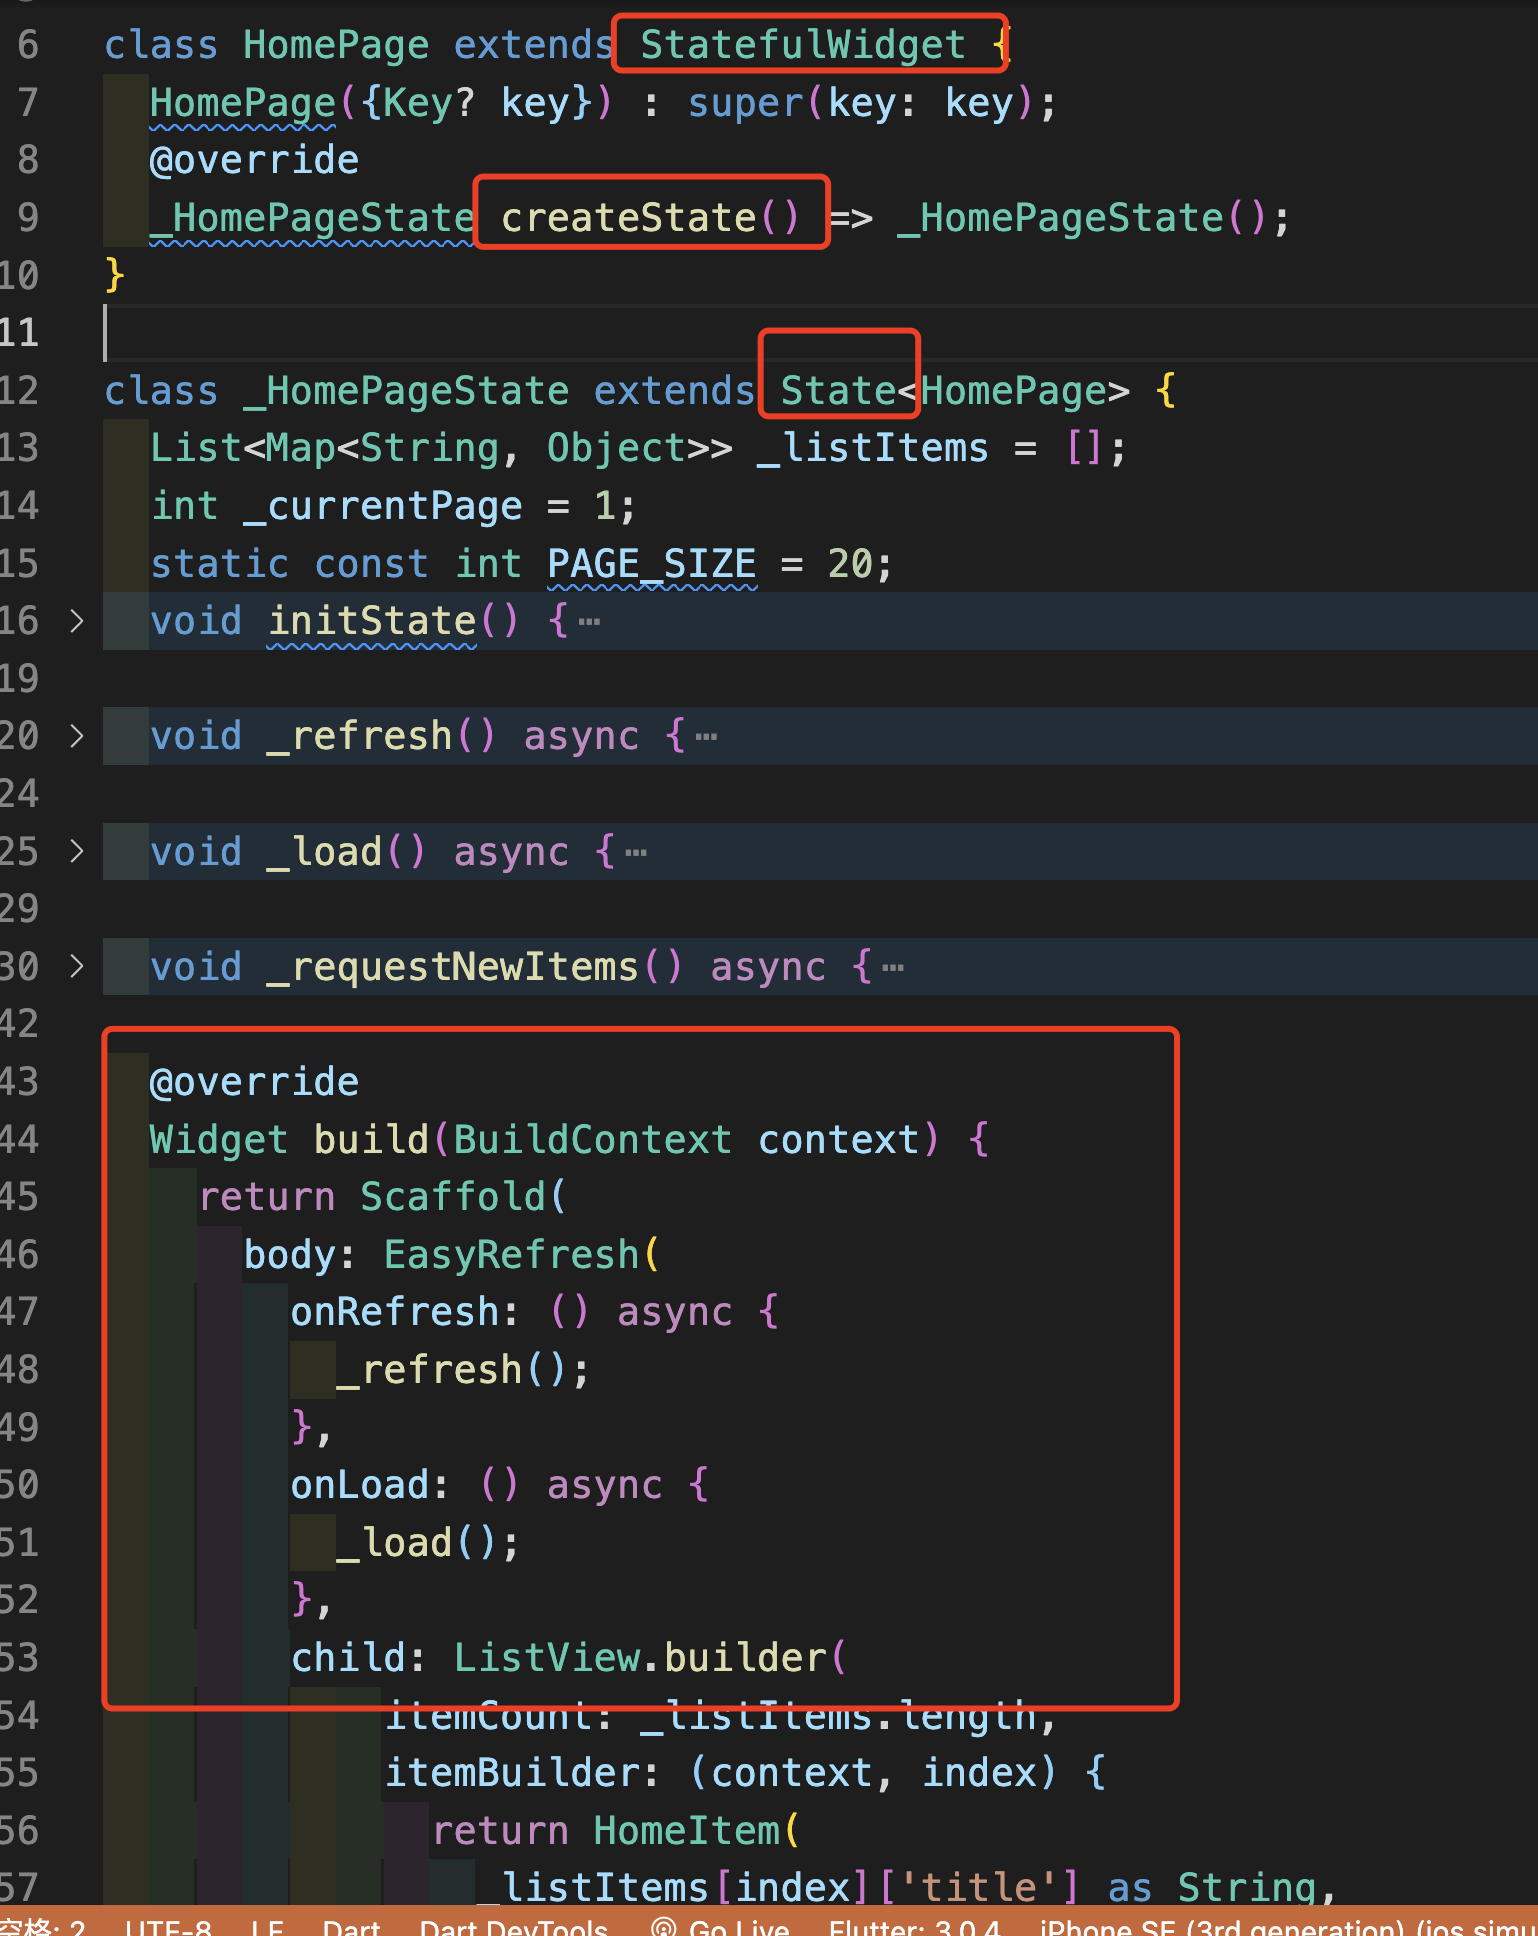 6 class HomePage extends StatefulWidget {
7 HomePage({Key? key}) : super(key: key);
8 @override
9 _HomePageState createState() => _HomePageState();
10 }
11
12 class _HomePageState extends State<HomePage> {
13 List<Map<String, Object>> _listItems = [];
14 int _currentPage = 1;
15 static const int PAGE_SIZE = 20;
16 void initState() {…
19
20 void _refresh() async {…
24
25 void _load() async {…
29
30 void _requestNewItems() async {…
42
43 @override
44 Widget build(BuildContext context) {
45 return Scaffold(
46 body: EasyRefresh(
47 onRefresh: () async {
48 _refresh();
49 },
50 onLoad: () async {
51 _load();
52 },
53 child: ListView.builder(
54 itemCount: _listItems.length,
55 itemBuilder: (context, index) {
56 return HomeItem(
57 _listItems[index]['title'] as String,
空格: 2 UTF-8 LF Dart Dart DevTools Go Live Flutter: 3.0.4 iPhone SE (3rd generation) (ios simu